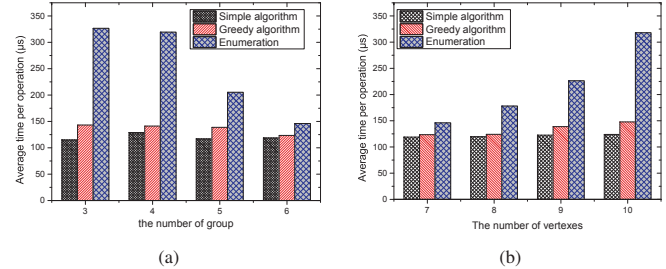 350
300
250
200
150
100
50
0
Average time per operation (μs)
Simple algorithm
Greedy algorithm
Enumeration
3 4 5 6
the number of group
(a)
350
300
250
200
150
100
50
0
Average time per operation (μs)
Simple algorithm
Greedy algorithm
Enumeration
7 8 9 10
The number of vertexes
(b)